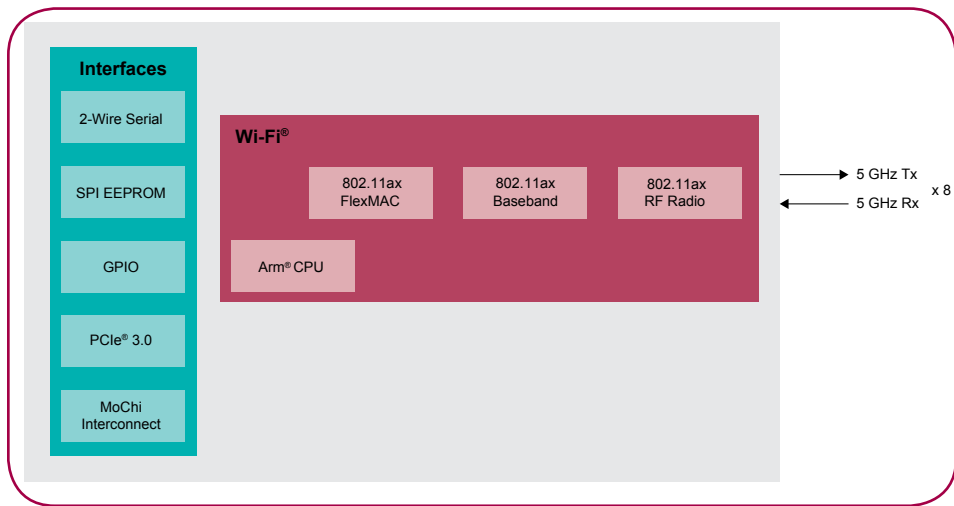 Interfaces
2-Wire Serial
SPI EEPROM
GPIO
PCIe® 3.0
MoChi
Interconnect
Wi-Fi®
802.11ax
FlexMAC
802.11ax
Baseband
802.11ax
RF Radio
Arm® CPU
5 GHz Tx
x 8
5 GHz Rx